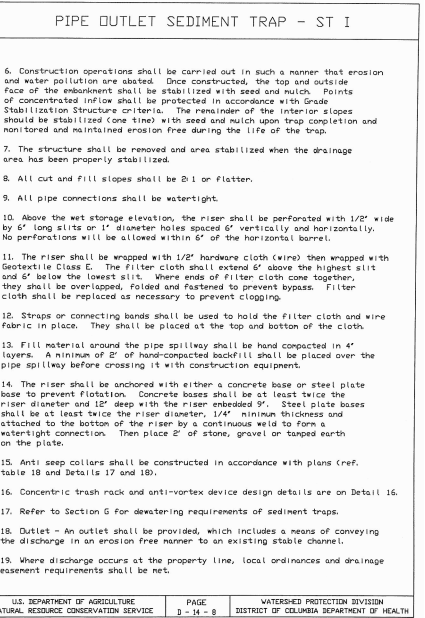 PIPE OUTLET SEDIMENT TRAP - ST I
6. Construction operations shall be carried out in such a manner that erosion
and water pollution are abated. Once constructed, the top and outside
face of the embankment shall be stabilized with seed and mulch. Points
of concentrated inflow shall be protected in accordance with Grade
Stabilization Structure criteria. The remainder of the interior slopes
should be stabilized (one time) with seed and mulch upon trap completion and
monitored and maintained erosion free during the life of the trap.
7. The structure shall be removed and area stabilized when the drainage
area has been properly stabilized.
8. All cut and fill slopes shall be 2:1 or flatter.
9. All pipe connections shall be watertight.
10. Above the wet storage elevation, the riser shall be perforated with 1/2" wide
by 6" long slits or 1" diameter holes spaced 6" vertically and horizontally.
No perforations will be allowed within 6" of the horizontal barrel.
11. The riser shall be wrapped with 1/2" hardware cloth (wire) then wrapped with
Geotextile Class E. The filter cloth shall extend 6" above the highest slit
and 6" below the lowest slit. Where ends of filter cloth come together,
they shall be overlapped, folded and fastened to prevent bypass. Filter
cloth shall be replaced as necessary to prevent clogging.
12. Straps or connecting bands shall be used to hold the filter cloth and wire
fabric in place. They shall be placed at the top and bottom of the cloth.
13. Fill material around the pipe spillway shall be hand compacted in 4"
layers. A minimum of 2' of hand-compacted backfill shall be placed over the
pipe spillway before crossing it with construction equipment.
14. The riser shall be anchored with either a concrete base or steel plate
base to prevent flotation. Concrete bases shall be at least twice the
riser diameter and 12" deep with the riser embedded 9". Steel plate bases
shall be at least twice the riser diameter, 1/4" minimum thickness and
attached to the bottom of the riser by a continuous weld to form a
watertight connection. Then place 2' of stone, gravel or tamped earth
on the plate.
15. Anti seep collars shall be constructed in accordance with plans (ref.
table 18 and Details 17 and 18).
16. Concentric trash rack and anti-vortex device design details are on Detail 16.
17. Refer to Section G for dewatering requirements of sediment traps.
18. Outlet - An outlet shall be provided, which includes a means of conveying
the discharge in an erosion free manner to an existing stable channel.
19. Where discharge occurs at the property line, local ordinances and drainage
easement requirements shall be met.
U.S. DEPARTMENT OF AGRICULTURE
ATURAL RESOURCE CONSERVATION SERVICE
PAGE
D - 14 - 8
WATERSHED PROTECTION DIVISION
DISTRICT OF COLUMBIA DEPARTMENT OF HEALTH